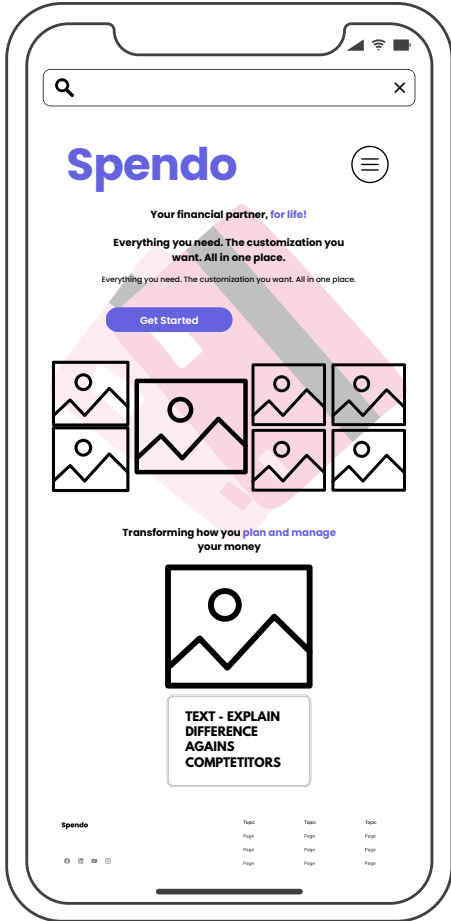 Spendo
Your financial partner, for life!
Everything you need. The customization you
want. All in one place.
Everything you need. The customization you want. All in one place.
Get Started
Transforming how you plan and manage
your money
TEXT - EXPLAIN
DIFFERENCE
AGAINS
COMPTETITORS
Spendo
Topic Topic Topic
Page Page Page
Page Page Page
Page Page Page